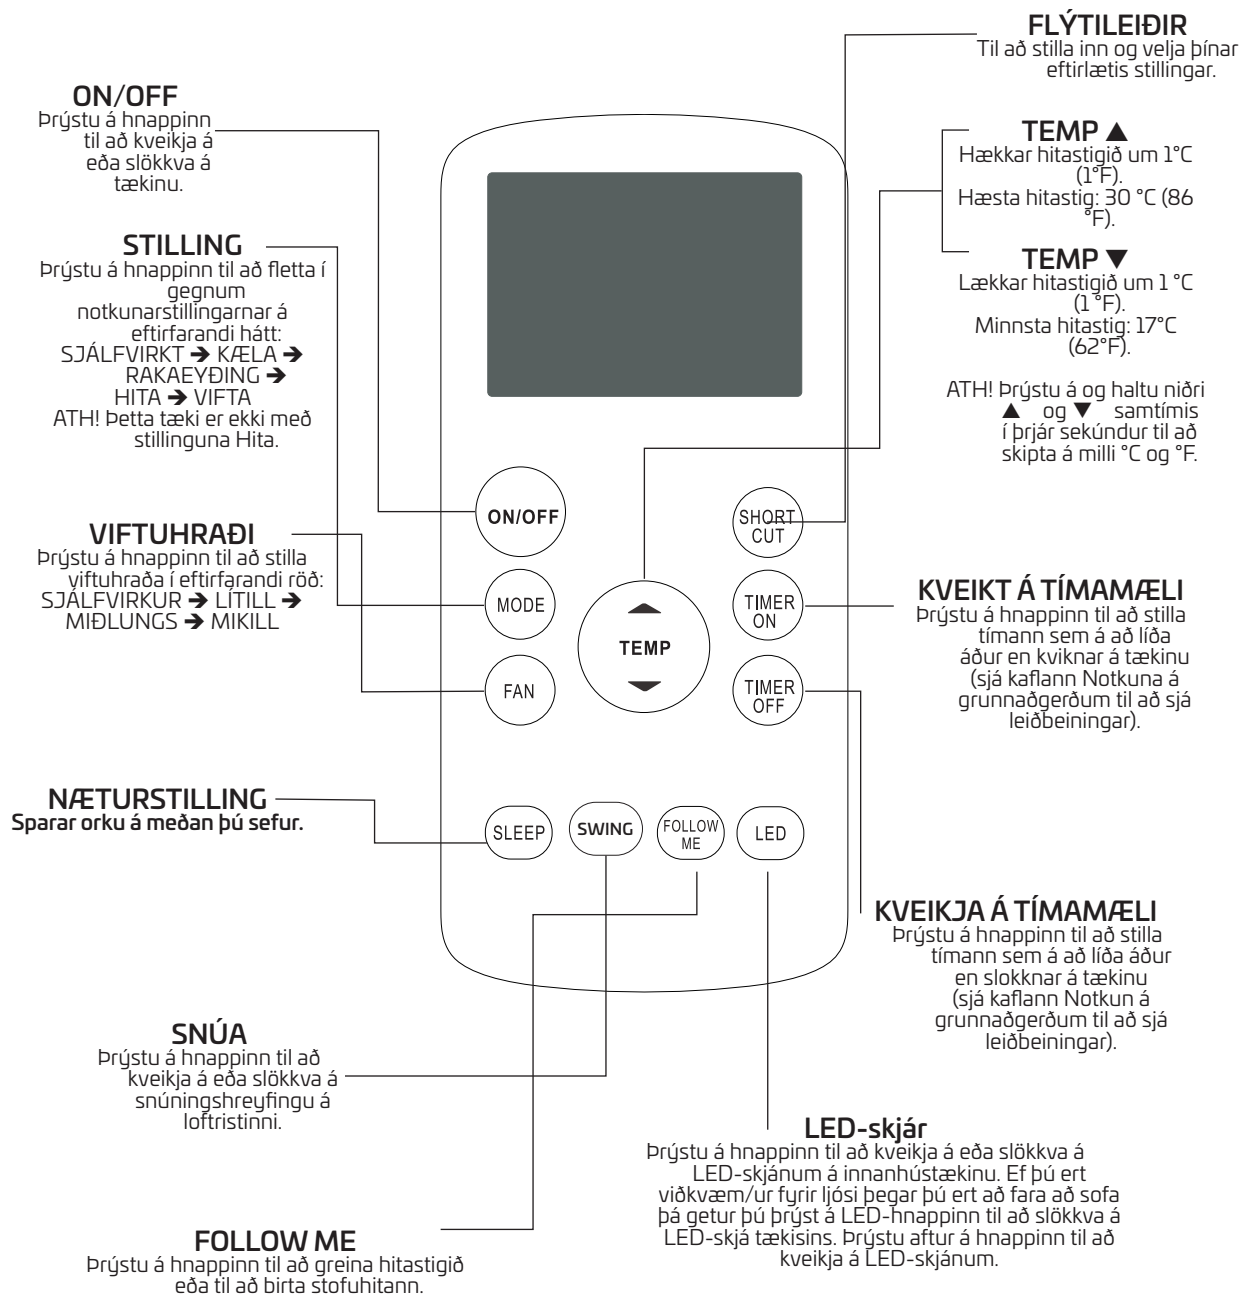 FLÝTILEIÐIR
Til að stilla inn og velja þínar
eftirlætis stillingar.
ON/OFF
Þrýstu á hnappinn
til að kveikja á
eða slökkva á
tækinu.
TEMP ▲
Hækkar hitastigið um 1°C
(1°F).
Hæsta hitastig: 30 °C (86
°F).
STILLING
Þrýstu á hnappinn til að fletta í
gegnum
notkunarstillingarnar á
eftirfarandi hátt:
SJÁLFVIRKT ➔ KÆLA ➔
RAKAEYÐING ➔
HITA ➔ VIFTA
ATH! Þetta tæki er ekki með
stillinguna Hita.
TEMP ▼
Lækkar hitastigið um 1 °C
(1 °F).
Minnsta hitastig: 17°C
(62°F).
ATH! Þrýstu á og haltu niðri
▲ og ▼ samtímis
í þrjár sekúndur til að
skipta á milli °C og °F.
VIFTUHRAÐI
Þrýstu á hnappinn til að stilla
viftuhraða í eftirfarandi röð:
SJÁLFVIRKUR ➔ LÍTILL ➔
MIÐLUNGS ➔ MIKILL
ON/OFF
SHORT
CUT
MODE
TEMP
TIMER
ON
FAN
TIMER
OFF
KVEIKT Á TÍMAMÆLI
Þrýstu á hnappinn til að stilla
tímann sem á að líða
áður en kviknar á tækinu
(sjá kaflann Notkuna á
grunnaðgerðum til að sjá
leiðbeiningar).
NÆTURSTILLING
Sparar orku á meðan þú sefur.
SLEEP
SWING
FOLLOW
ME
LED
KVEIKJA Á TÍMAMÆLI
Þrýstu á hnappinn til að stilla
tímann sem á að líða áður
en slokknar á tækinu
(sjá kaflann Notkun á
grunnaðgerðum til að sjá
leiðbeiningar).
SNÚA
Þrýstu á hnappinn til að
kveikja á eða slökkva á
snúningshreyfingu á
loftristinni.
LED-skjár
Þrýstu á hnappinn til að kveikja á eða slökkva á
LED-skjánum á innanhústækinu. Ef þú ert
viðkvæm/ur fyrir ljósi þegar þú ert að fara að sofa
þá getur þú þrýst á LED-hnappinn til að slökkva á
LED-skjá tækisins. Þrýstu aftur á hnappinn til að
kveikja á LED-skjánum.
FOLLOW ME
Þrýstu á hnappinn til að greina hitastigið
eða til að birta stofuhitann.